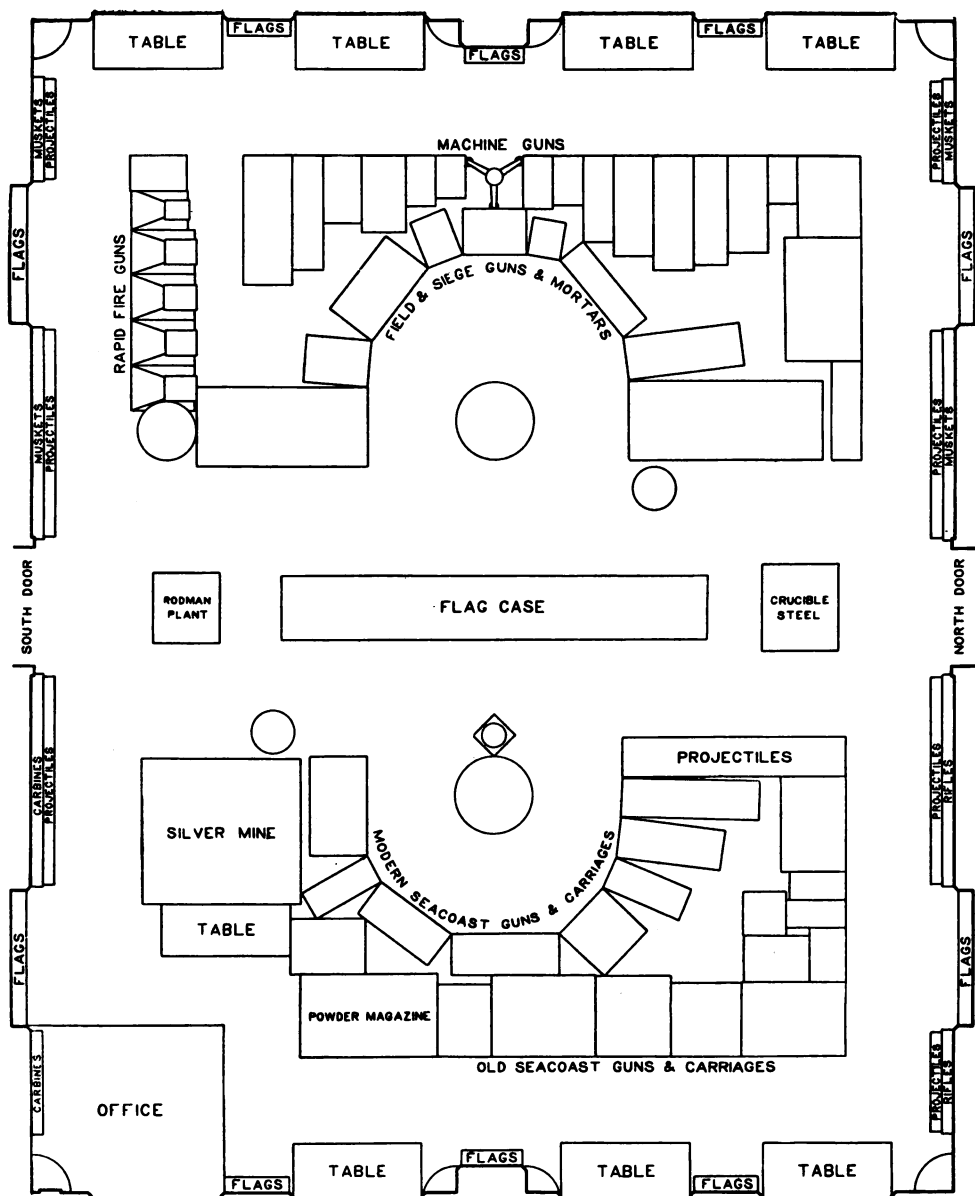 TABLE
FLAGS
TABLE
FLAGS
TABLE
FLAGS
TABLE
MUSKETS
PROJECTILES
PROJECTILES
MUSKETS
MACHINE GUNS
FLAGS
FLAGS
RAPID FIRE GUNS
FIELD & SIEGE GUNS & MORTARS
MUSKETS
PROJECTILES
PROJECTILES
MUSKETS
SOUTH DOOR
RODMAN
PLANT
FLAG CASE
CRUCIBLE
STEEL
NORTH DOOR
CARBINES
PROJECTILES
PROJECTILES
SILVER MINE
MODERN SEACOAST GUNS & CARRIAGES
PROJECTILES
RIFLES
TABLE
FLAGS
FLAGS
POWDER MAGAZINE
OLD SEACOAST GUNS & CARRIAGES
CARBINES
OFFICE
PROJECTILES
RIFLES
FLAGS
TABLE
FLAGS
TABLE
FLAGS
TABLE